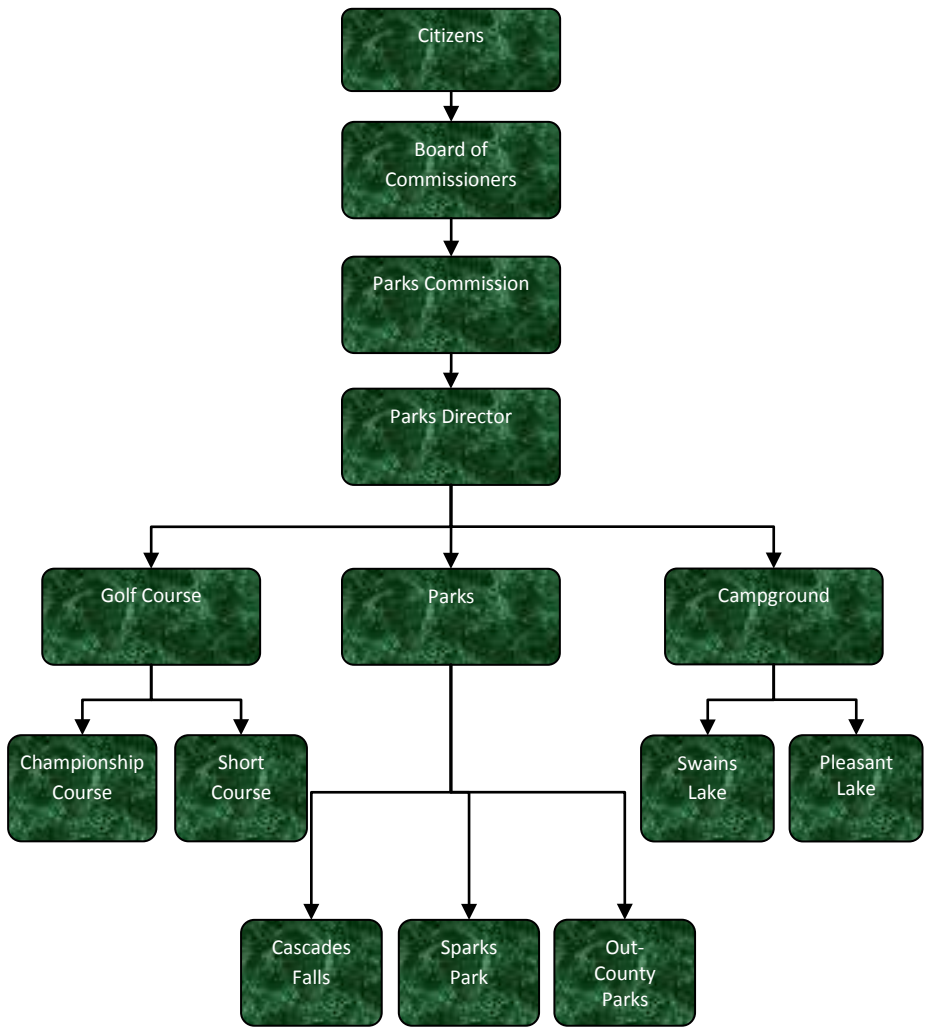 Citizens
Board of
Commissioners
Parks Commission
Parks Director
Golf Course
Parks
Campground
Championship
Course
Short
Course
Swains
Lake
Pleasant
Lake
Cascades
Falls
Sparks
Park
Out-
County
Parks